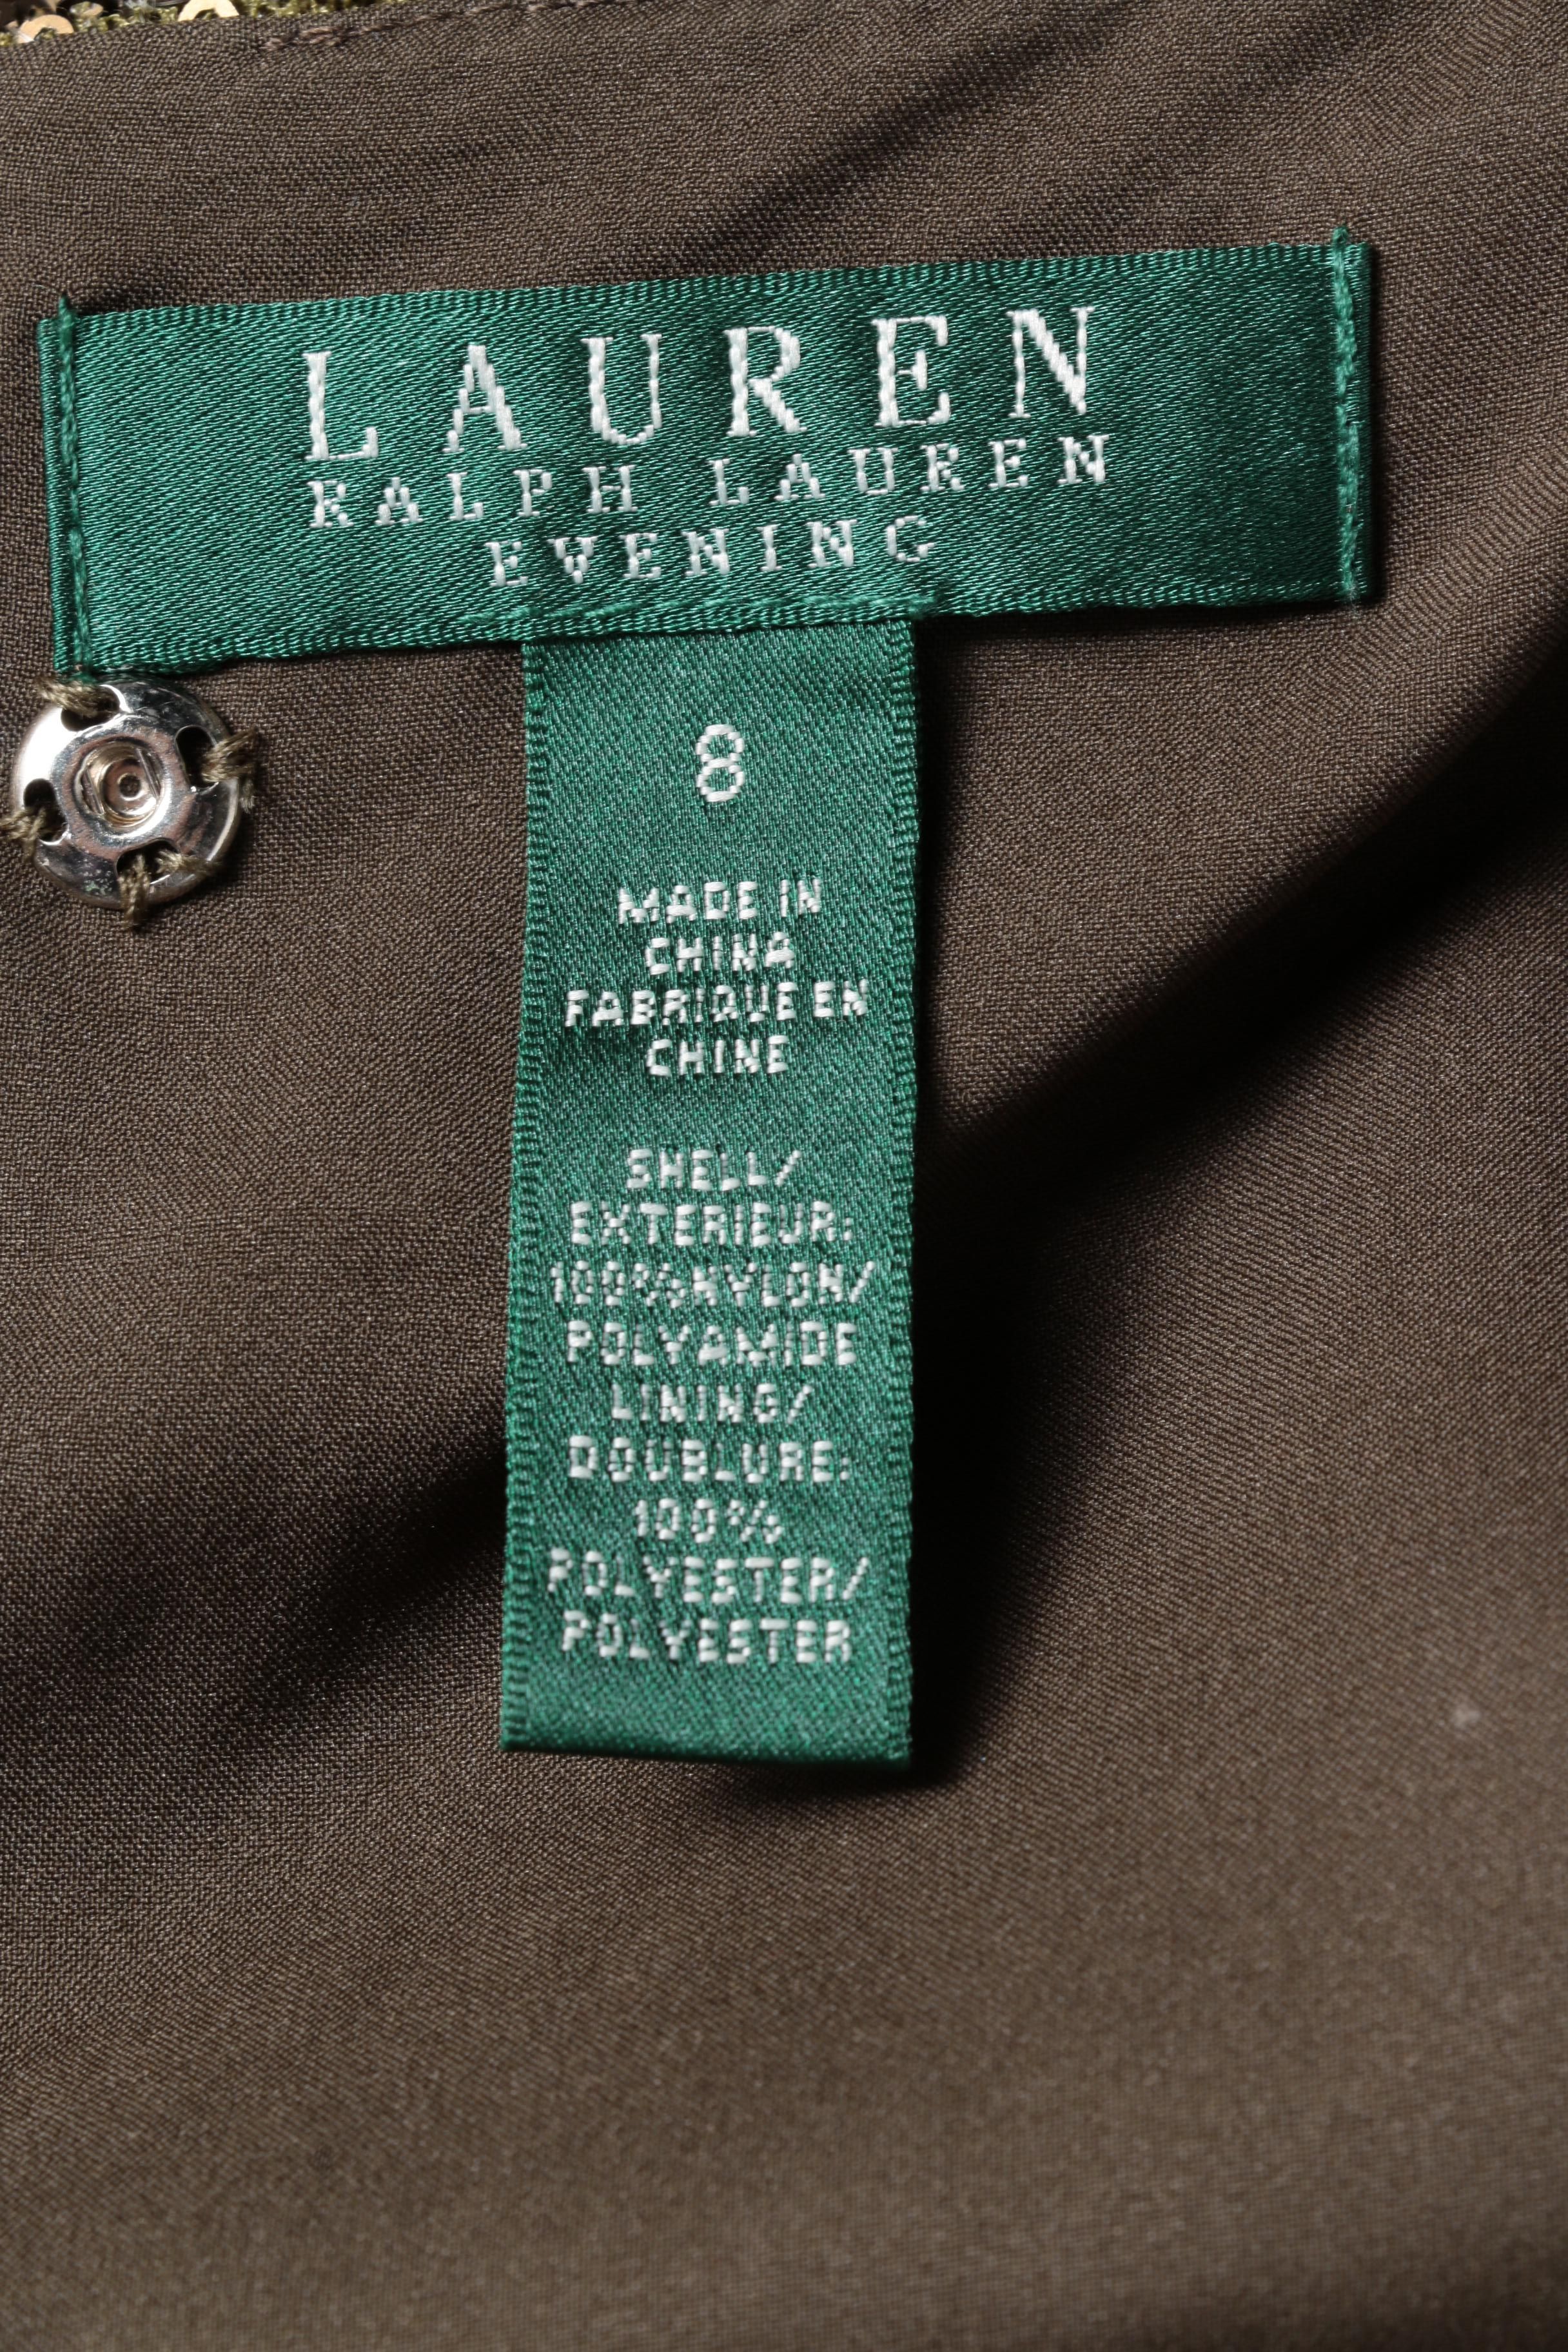 LAUREN
RALPH LAUREN
EVENING
8
MADE IN
CHINA
FABRIQUE EN
CHINE
SHELL/
EXTERIEUR:
100%NYLON/
POLYAMIDE
LINING/
DOUBLURE:
100%
POLYESTER/
POLYESTER